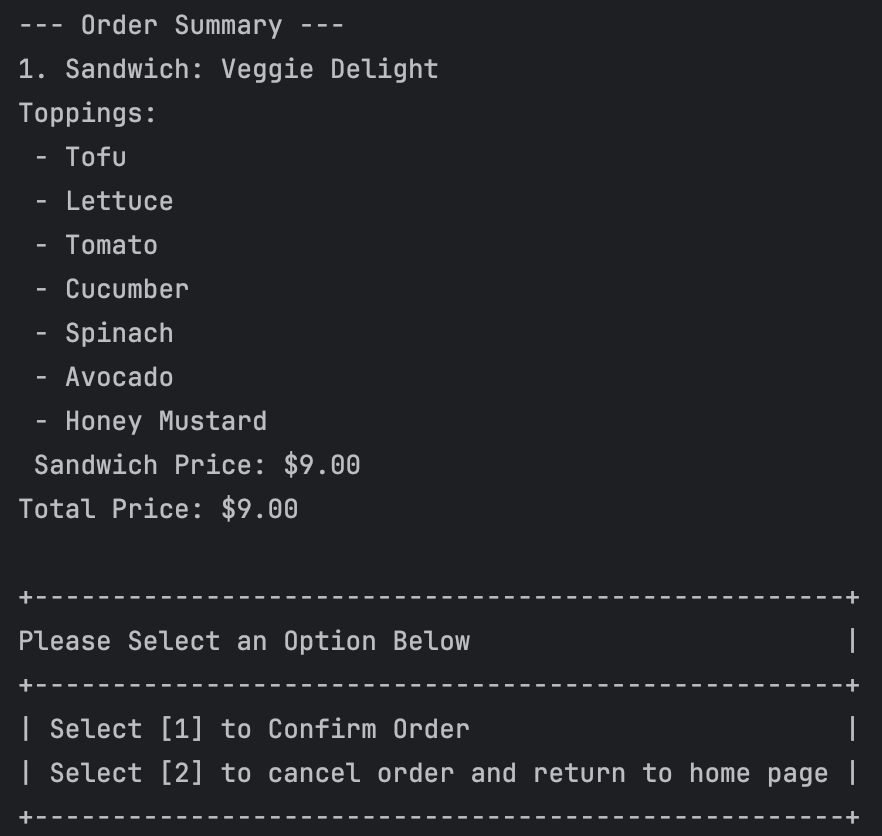 --- Order Summary ---
1. Sandwich: Veggie Delight
Toppings:
 - Tofu
 - Lettuce
 - Tomato
 - Cucumber
 - Spinach
 - Avocado
 - Honey Mustard
 Sandwich Price: $9.00
Total Price: $9.00

+----------------------------------------------------+
Please Select an Option Below                        |
+----------------------------------------------------+
| Select [1] to Confirm Order                        |
| Select [2] to cancel order and return to home page |
+----------------------------------------------------+